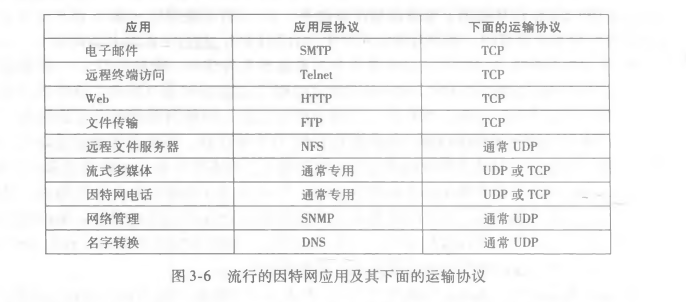 应用 应用层协议 下面的运输协议
电子邮件 SMTP TCP
远程终端访问 Telnet TCP
Web HTTP TCP
文件传输 FTP TCP
远程文件服务器 NFS 通常 UDP
流式多媒体 通常专用 UDP 或 TCP
因特网电话 通常专用 UDP 或 TCP
网络管理 SNMP 通常 UDP
名字转换 DNS 通常 UDP
图 3-6 流行的因特网应用及其下面的运输协议